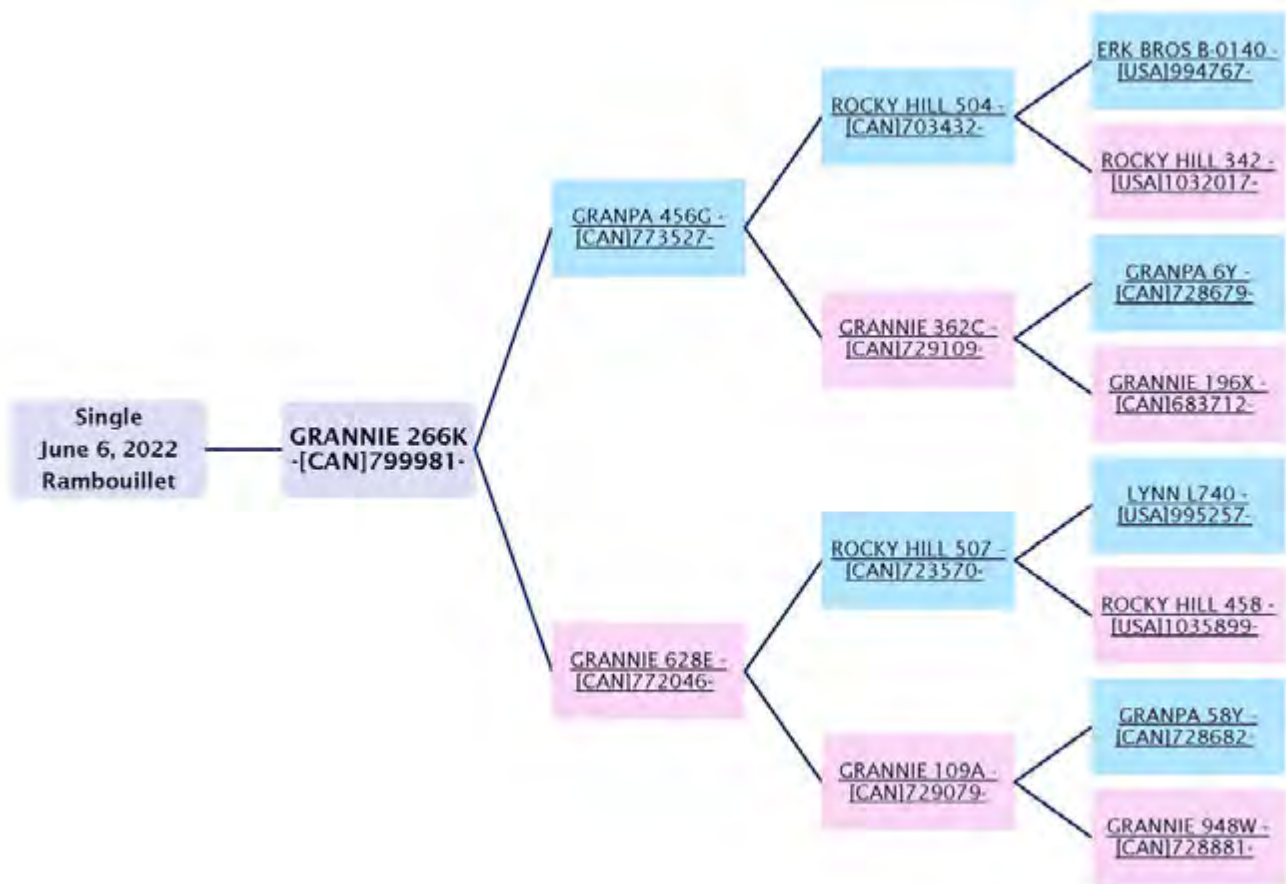 Single
June 6, 2022
Rambouillet
GRANNIE 266K
-[CAN]799981-
GRANPA 456G -
[CAN]773527-
GRANNIE 628E -
[CAN]772046-
ROCKY HILL 504 -
[CAN]703432-
GRANNIE 362C -
[CAN]729109-
ROCKY HILL 507 -
[CAN]723570-
GRANNIE 109A -
[CAN]729079-
ERK BROS B-0140 -
[USA]994767-
ROCKY HILL 342 -
[USA]1032017-
GRANPA 6Y -
[CAN]728679-
GRANNIE 196X -
[CAN]683712-
LYNN L740 -
[USA]995257-
ROCKY HILL 458 -
[USA]1035899-
GRANPA 58Y -
[CAN]728682-
GRANNIE 948W -
[CAN]728881-